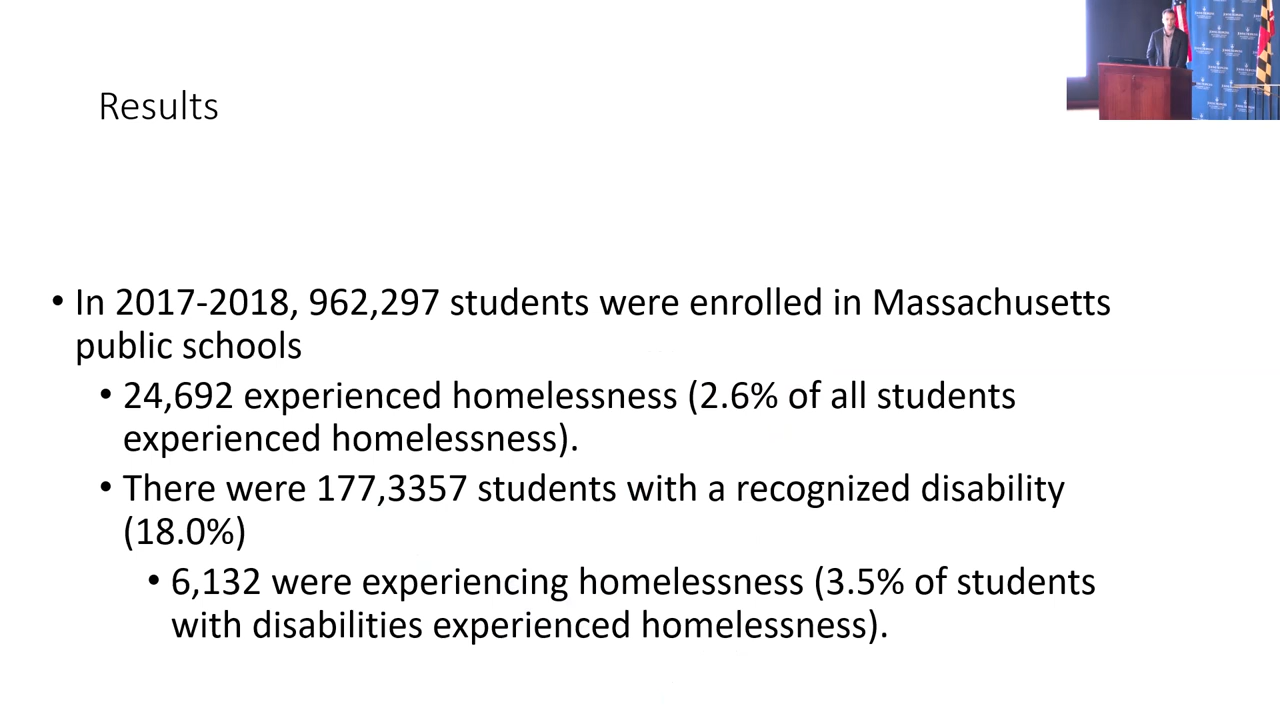 Results
• In 2017-2018, 962,297 students were enrolled in Massachusetts
public schools
• 24,692 experienced homelessness (2.6% of all students
experienced homelessness).
• There were 177,3357 students with a recognized disability
(18.0%)
• 6,132 were experiencing homelessness (3.5% of students
with disabilities experienced homelessness).